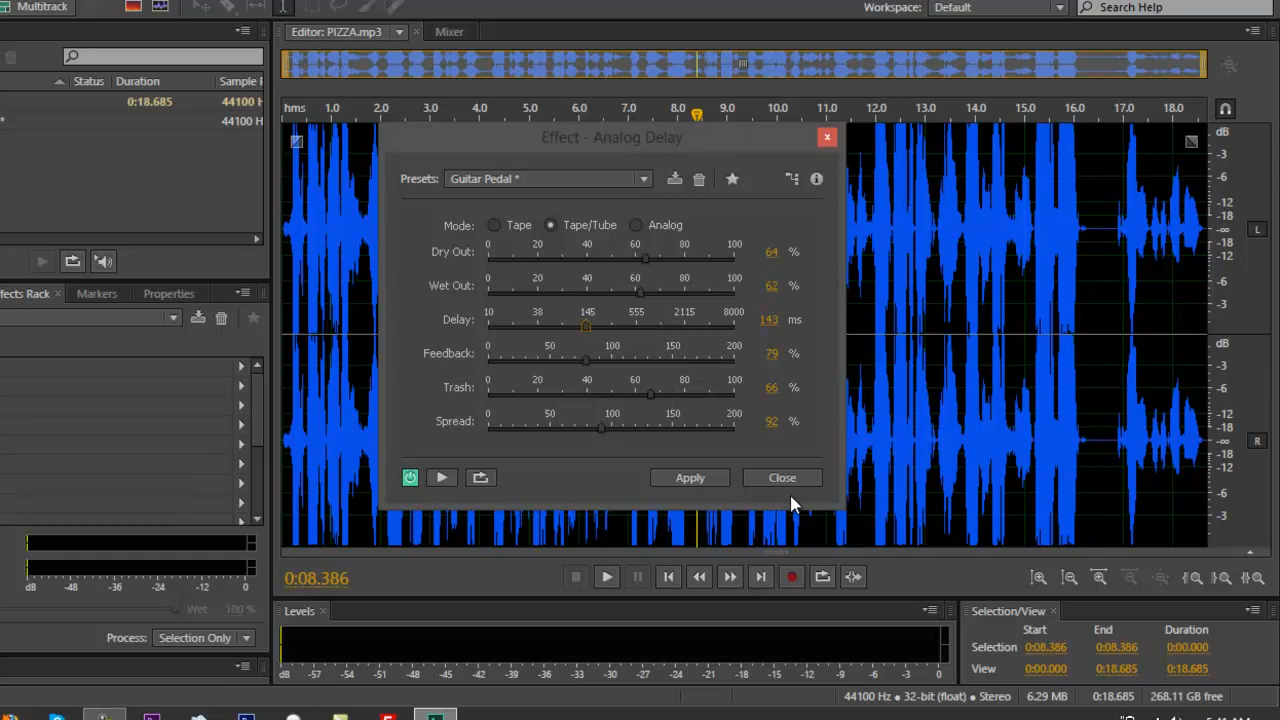 Multitrack
Workspace: Default
Search Help
Editor: PIZZA.mp3
Mixer
Status Duration
0:18.685 44100 H
* 44100 H
hms 1.0 2.0 3.0 4.0 5.0 6.0 7.0 8.0 9.0 10.0 11.0 12.0 13.0 14.0 15.0 16.0 17.0 18.0
Effect - Analog Delay
x
Presets: Guitar Pedal *
Mode: Tape Tape/Tube Analog
0 20 40 60 80 100
Dry Out: 64 %
0 20 40 60 80 100
Wet Out: 62 %
10 38 145 555 2115 8000
Delay: 143 ms
0 50 100 150 200
Feedback: 79 %
0 20 40 60 80 100
Trash: 66 %
0 50 100 150 200
Spread: 92 %
Apply Close
dB
-3
-6
-12
-18
-∞
-18
-12
-6
-3
L
dB
-3
-6
-12
-18
-∞
-18
-12
-6
-3
R
ffects Rack
Markers
Properties
dB -48 -36 -24 -12 0
Wet: 100 %
Process: Selection Only
0:08.386
Levels
dB -57 -54 -51 -48 -45 -42 -39 -36 -33 -30 -27 -24 -21 -18 -15 -12 -9 -6 -3 0
Selection/View
Start End Duration
Selection 0:08.386 0:08.386 0:00.000
View 0:00.000 0:18.685 0:18.685
44100 Hz • 32-bit (float) • Stereo 6.29 MB 0:18.685 268.11 GB free